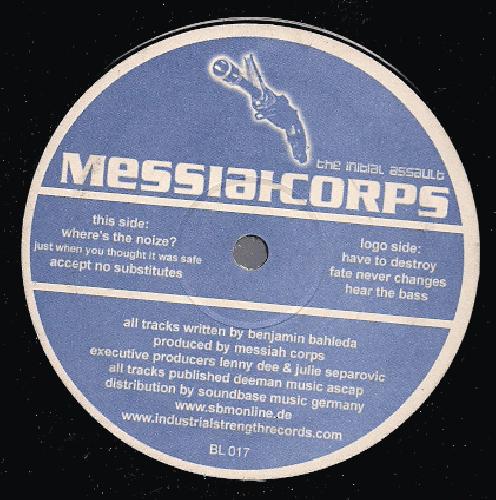 the initial assault
Messiahcorps
this side:
where's the noize?
just when you thought it was safe
accept no substitutes
logo side:
have to destroy
fate never changes
hear the bass
all tracks written by benjamin bahleda
produced by messiah corps
executive producers lenny dee & julie separovic
all tracks published deeman music ascap
distribution by soundbase music germany
www.sbmonline.de
www.industrialstrengthrecords.com
BL 017